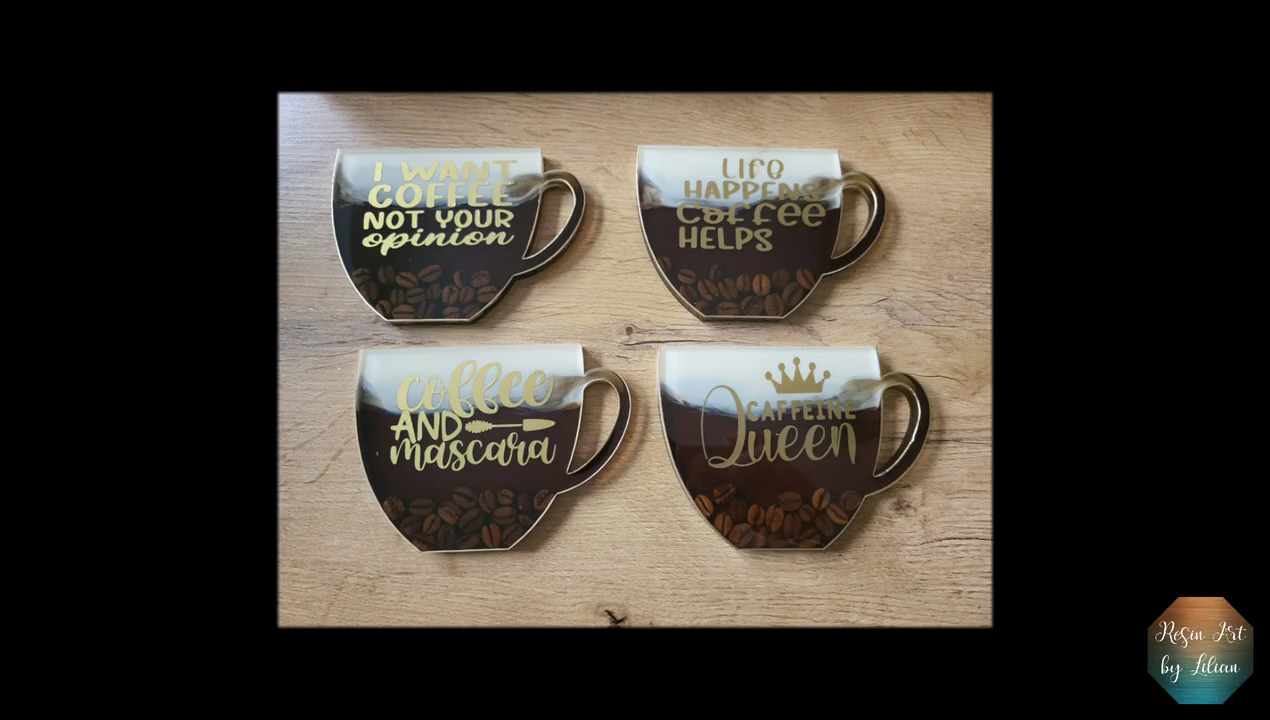 I WANT
COFFEE
NOT YOUR
opinion
LIFE
HAPPENS
coffee
HELPS
coffee
AND
mascara
CAFFEINE
Queen
Resin Art
by Lilian